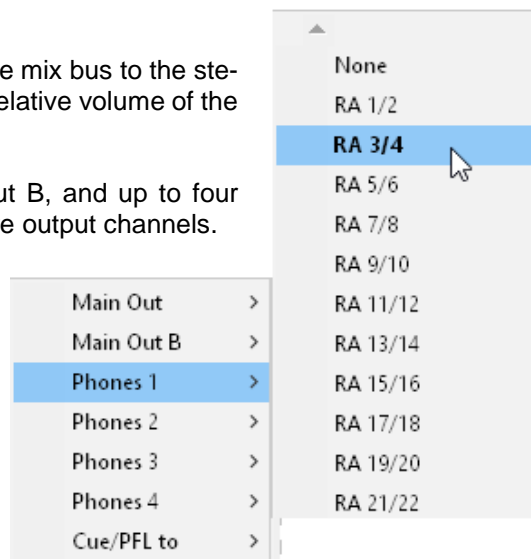 e mix bus to the ste-
elative volume of the
ut B, and up to four
e output channels.
Main Out
Main Out B
Phones 1
Phones 2
Phones 3
Phones 4
Cue/PFL to
None
RA 1/2
RA 3/4
RA 5/6
RA 7/8
RA 9/10
RA 11/12
RA 13/14
RA 15/16
RA 17/18
RA 19/20
RA 21/22